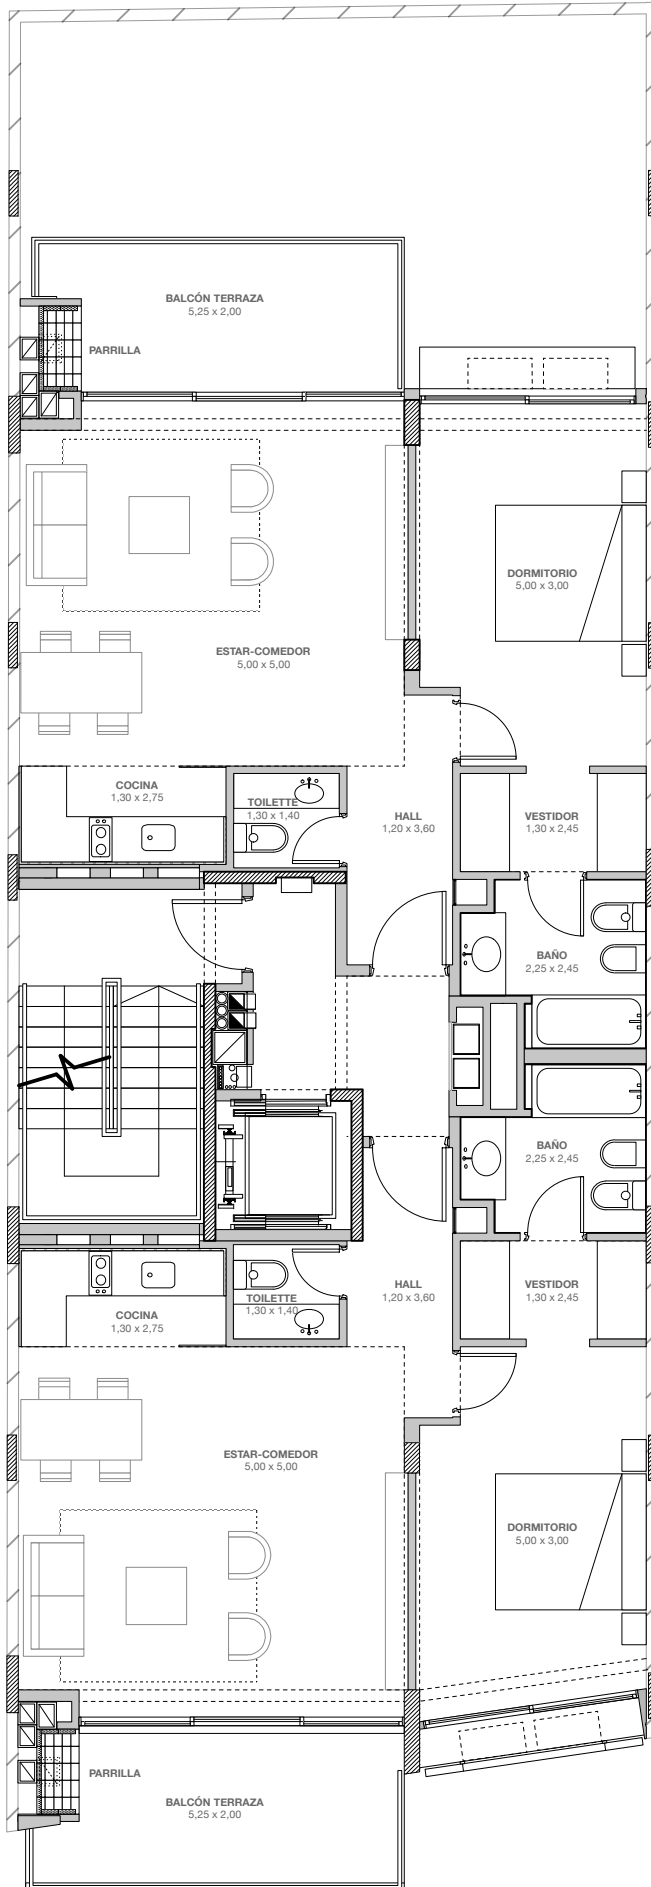 BALCÓN TERRAZA
5,25 x 2,00
PARRILLA
DORMITORIO
5,00 x 3,00
ESTAR-COMEDOR
5,00 x 5,00
COCINA
1,30 x 2,75
TOILETTE
1,30 x 1,40
HALL
1,20 x 3,60
VESTIDOR
1,30 x 2,45
BAÑO
2,25 x 2,45
BAÑO
2,25 x 2,45
COCINA
1,30 x 2,75
TOILETTE
1,30 x 1,40
HALL
1,20 x 3,60
VESTIDOR
1,30 x 2,45
ESTAR-COMEDOR
5,00 x 5,00
DORMITORIO
5,00 x 3,00
PARRILLA
BALCÓN TERRAZA
5,25 x 2,00